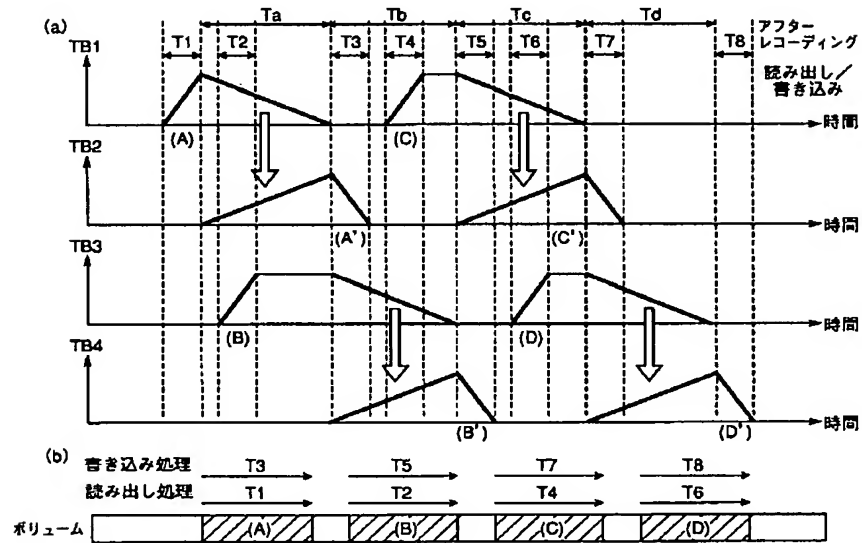 (a)
Ta Tb Tc Td
T1 T2 T3 T4 T5 T6 T7 T8
アフター
レコーディング
読み出し／
書き込み
TB1
(A) (C)
時間
TB2
(A') (C')
時間
TB3
(B) (D)
時間
TB4
(B') (D')
時間
(b)
書き込み処理 T3 T5 T7 T8
読み出し処理 T1 T2 T4 T6
ボリューム (A) (B) (C) (D)